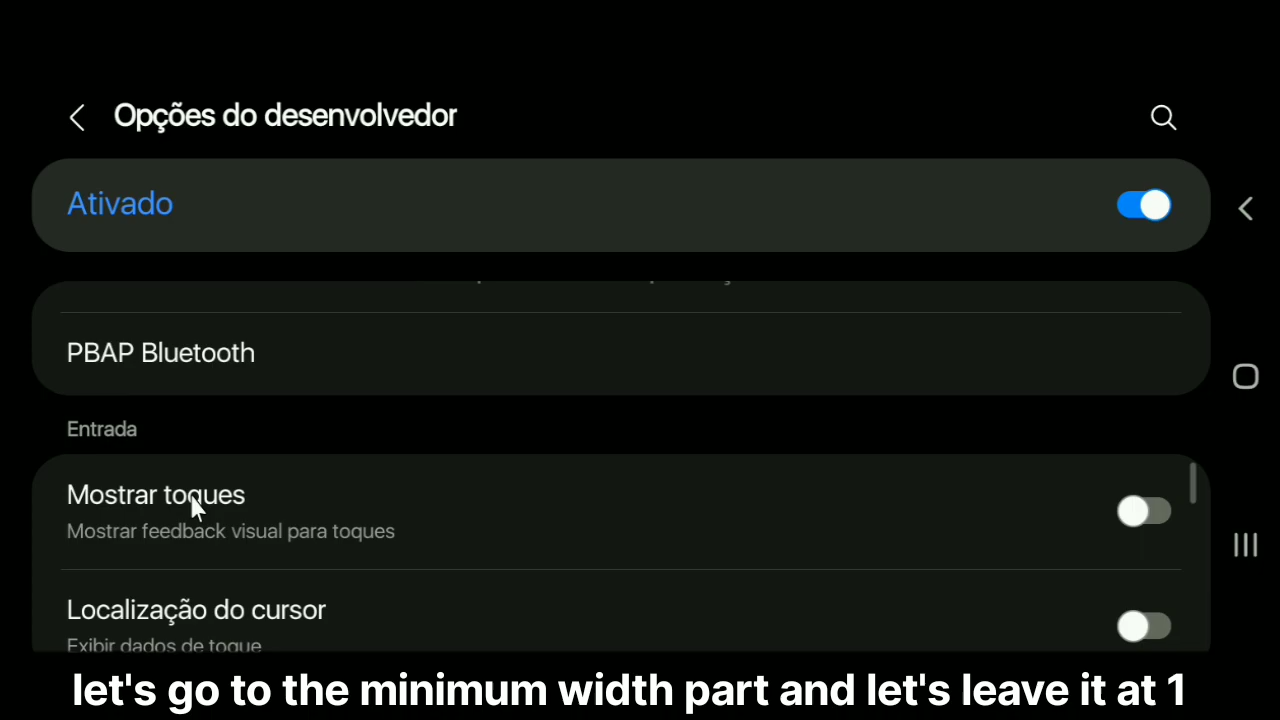 Opções do desenvolvedor
Ativado
PBAP Bluetooth
Entrada
Mostrar toques
Mostrar feedback visual para toques
Localização do cursor
Exibir dados de toque
let's go to the minimum width part and let's leave it at 1